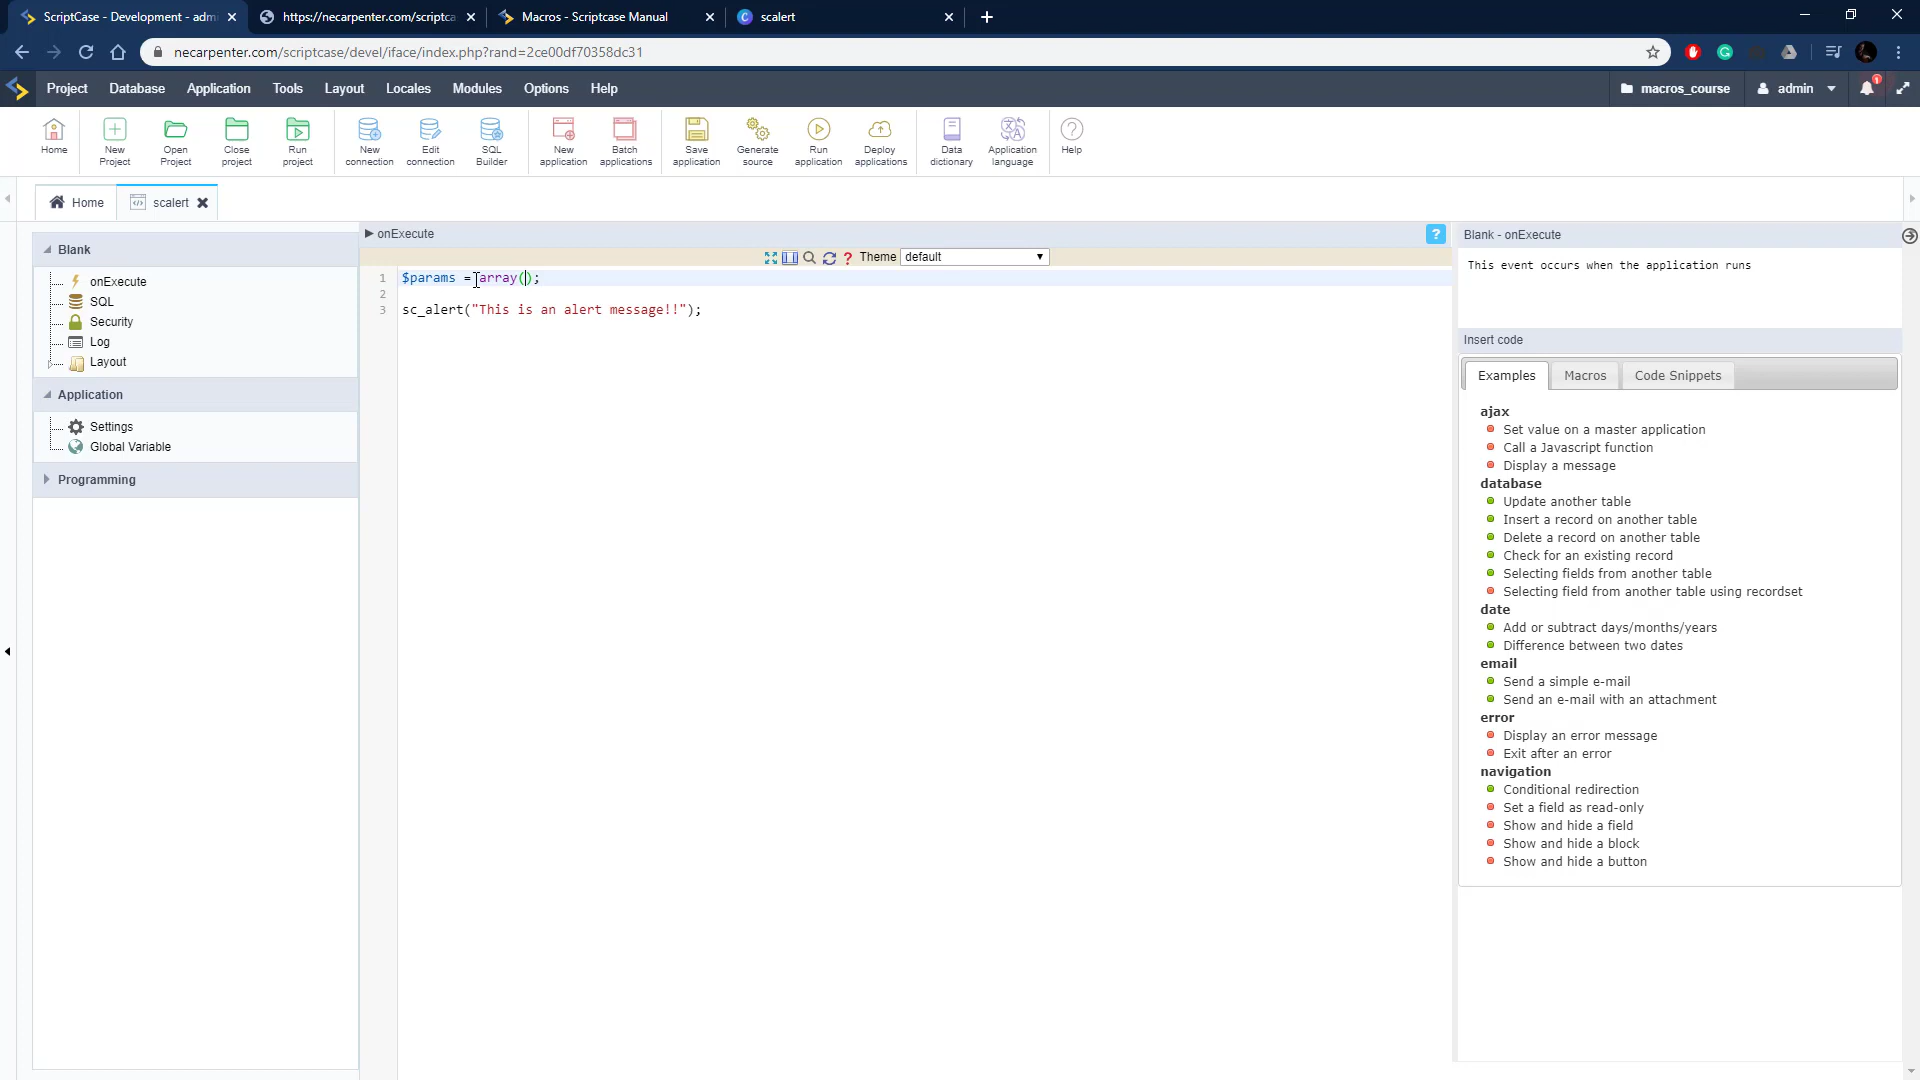 ScriptCase - Development - admi
https://necarpenter.com/scriptca
Macros - Scriptcase Manual
scalert
necarpenter.com/scriptcase/devel/iface/index.php?rand=2ce00df70358dc31
Project Database Application Tools Layout Locales Modules Options Help
macros_course
admin
1
Home
New Project
Open Project
Close project
Run project
New connection
Edit connection
SQL Builder
New application
Batch applications
Save application
Generate source
Run application
Deploy applications
Data dictionary
Application language
Help
Home
scalert
Blank
onExecute
SQL
Security
Log
Layout
Application
Settings
Global Variable
Programming
onExecute
?
Theme default
1 $params = array();
2
3 sc_alert("This is an alert message!!");
Blank - onExecute
This event occurs when the application runs
Insert code
Examples Macros Code Snippets
ajax
Set value on a master application
Call a Javascript function
Display a message
database
Update another table
Insert a record on another table
Delete a record on another table
Check for an existing record
Selecting fields from another table
Selecting field from another table using recordset
date
Add or subtract days/months/years
Difference between two dates
email
Send a simple e-mail
Send an e-mail with an attachment
error
Display an error message
Exit after an error
navigation
Conditional redirection
Set a field as read-only
Show and hide a field
Show and hide a block
Show and hide a button